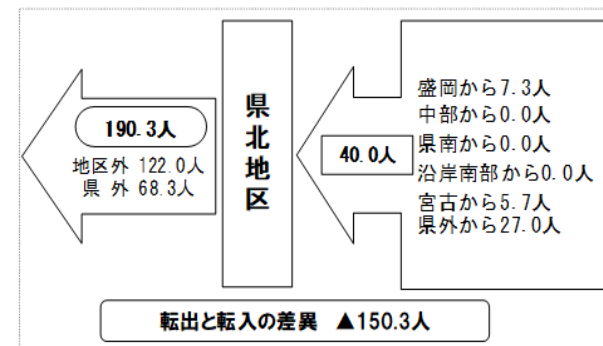 190.3人
地区外 122.0人
県 外 68.3人
県北地区
40.0人
盛岡から7.3人
中部から0.0人
県南から0.0人
沿岸南部から0.0人
宮古から5.7人
県外から27.0人
転出と転入の差異 ▲150.3人